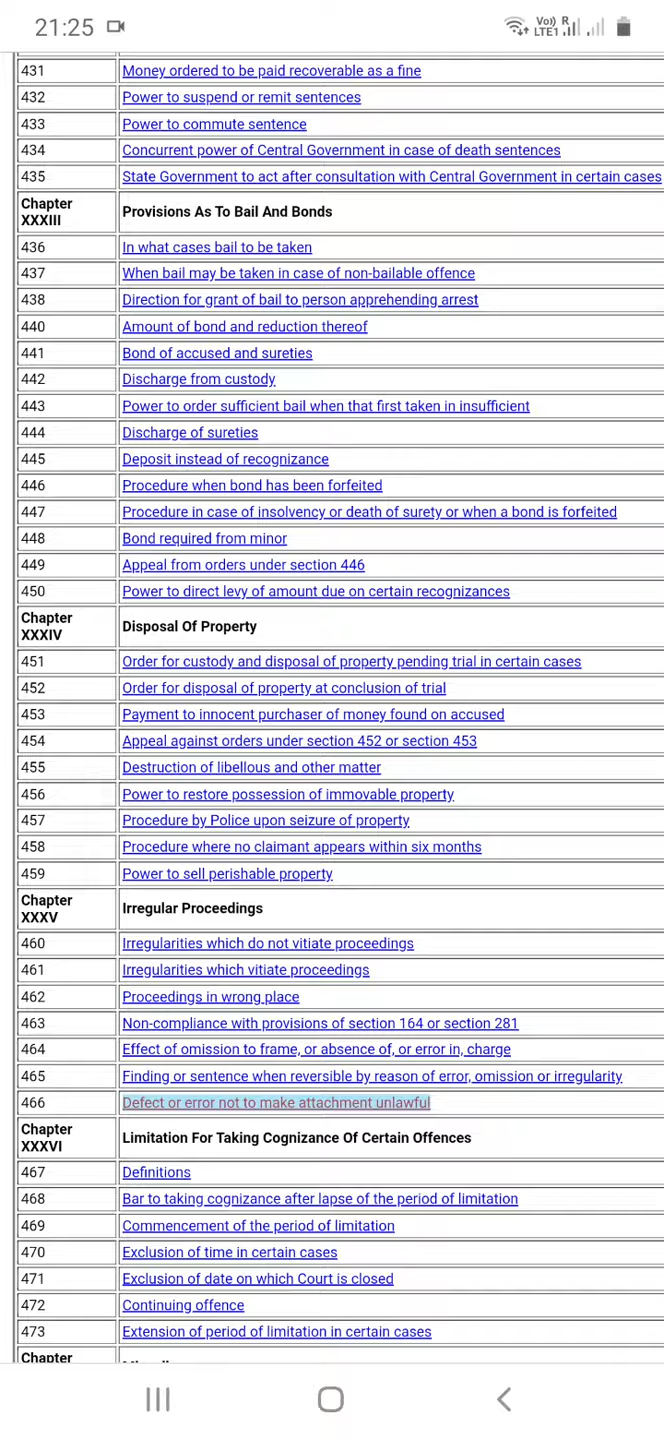 21:25
Vo)) R
LTE1
431 Money ordered to be paid recoverable as a fine
432 Power to suspend or remit sentences
433 Power to commute sentence
434 Concurrent power of Central Government in case of death sentences
435 State Government to act after consultation with Central Government in certain cases
Chapter XXXIII Provisions As To Bail And Bonds
436 In what cases bail to be taken
437 When bail may be taken in case of non-bailable offence
438 Direction for grant of bail to person apprehending arrest
440 Amount of bond and reduction thereof
441 Bond of accused and sureties
442 Discharge from custody
443 Power to order sufficient bail when that first taken in insufficient
444 Discharge of sureties
445 Deposit instead of recognizance
446 Procedure when bond has been forfeited
447 Procedure in case of insolvency or death of surety or when a bond is forfeited
448 Bond required from minor
449 Appeal from orders under section 446
450 Power to direct levy of amount due on certain recognizances
Chapter XXXIV Disposal Of Property
451 Order for custody and disposal of property pending trial in certain cases
452 Order for disposal of property at conclusion of trial
453 Payment to innocent purchaser of money found on accused
454 Appeal against orders under section 452 or section 453
455 Destruction of libellous and other matter
456 Power to restore possession of immovable property
457 Procedure by Police upon seizure of property
458 Procedure where no claimant appears within six months
459 Power to sell perishable property
Chapter XXXV Irregular Proceedings
460 Irregularities which do not vitiate proceedings
461 Irregularities which vitiate proceedings
462 Proceedings in wrong place
463 Non-compliance with provisions of section 164 or section 281
464 Effect of omission to frame, or absence of, or error in, charge
465 Finding or sentence when reversible by reason of error, omission or irregularity
466 Defect or error not to make attachment unlawful
Chapter XXXVI Limitation For Taking Cognizance Of Certain Offences
467 Definitions
468 Bar to taking cognizance after lapse of the period of limitation
469 Commencement of the period of limitation
470 Exclusion of time in certain cases
471 Exclusion of date on which Court is closed
472 Continuing offence
473 Extension of period of limitation in certain cases
Chapter